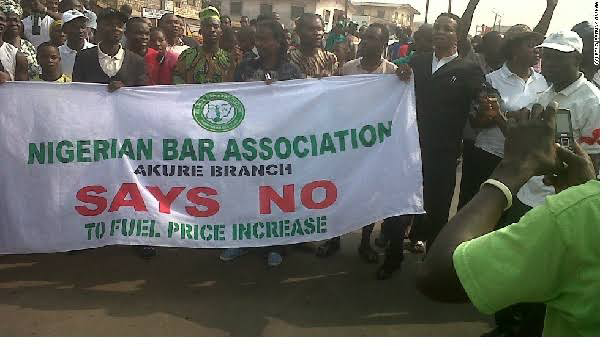 NIGERIAN BAR ASSOCIATION
AKURE BRANCH
SAYS NO
TO FUEL PRICE INCREASE